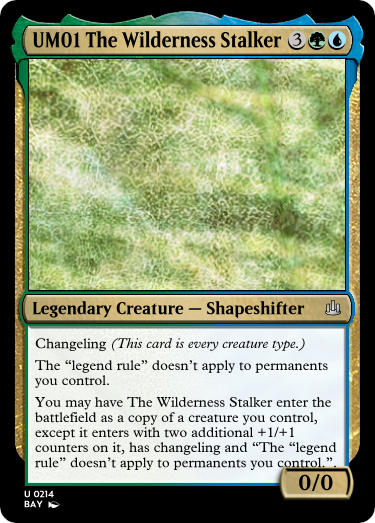 UM01 The Wilderness Stalker 3
Legendary Creature — Shapeshifter
Changeling (This card is every creature type.)
The “legend rule” doesn’t apply to permanents
you control.
You may have The Wilderness Stalker enter the
battlefield as a copy of a creature you control,
except it enters with two additional +1/+1
counters on it, has changeling and “The “legend
rule” doesn’t apply to permanents you control.”.
0/0
U 0214
BAY